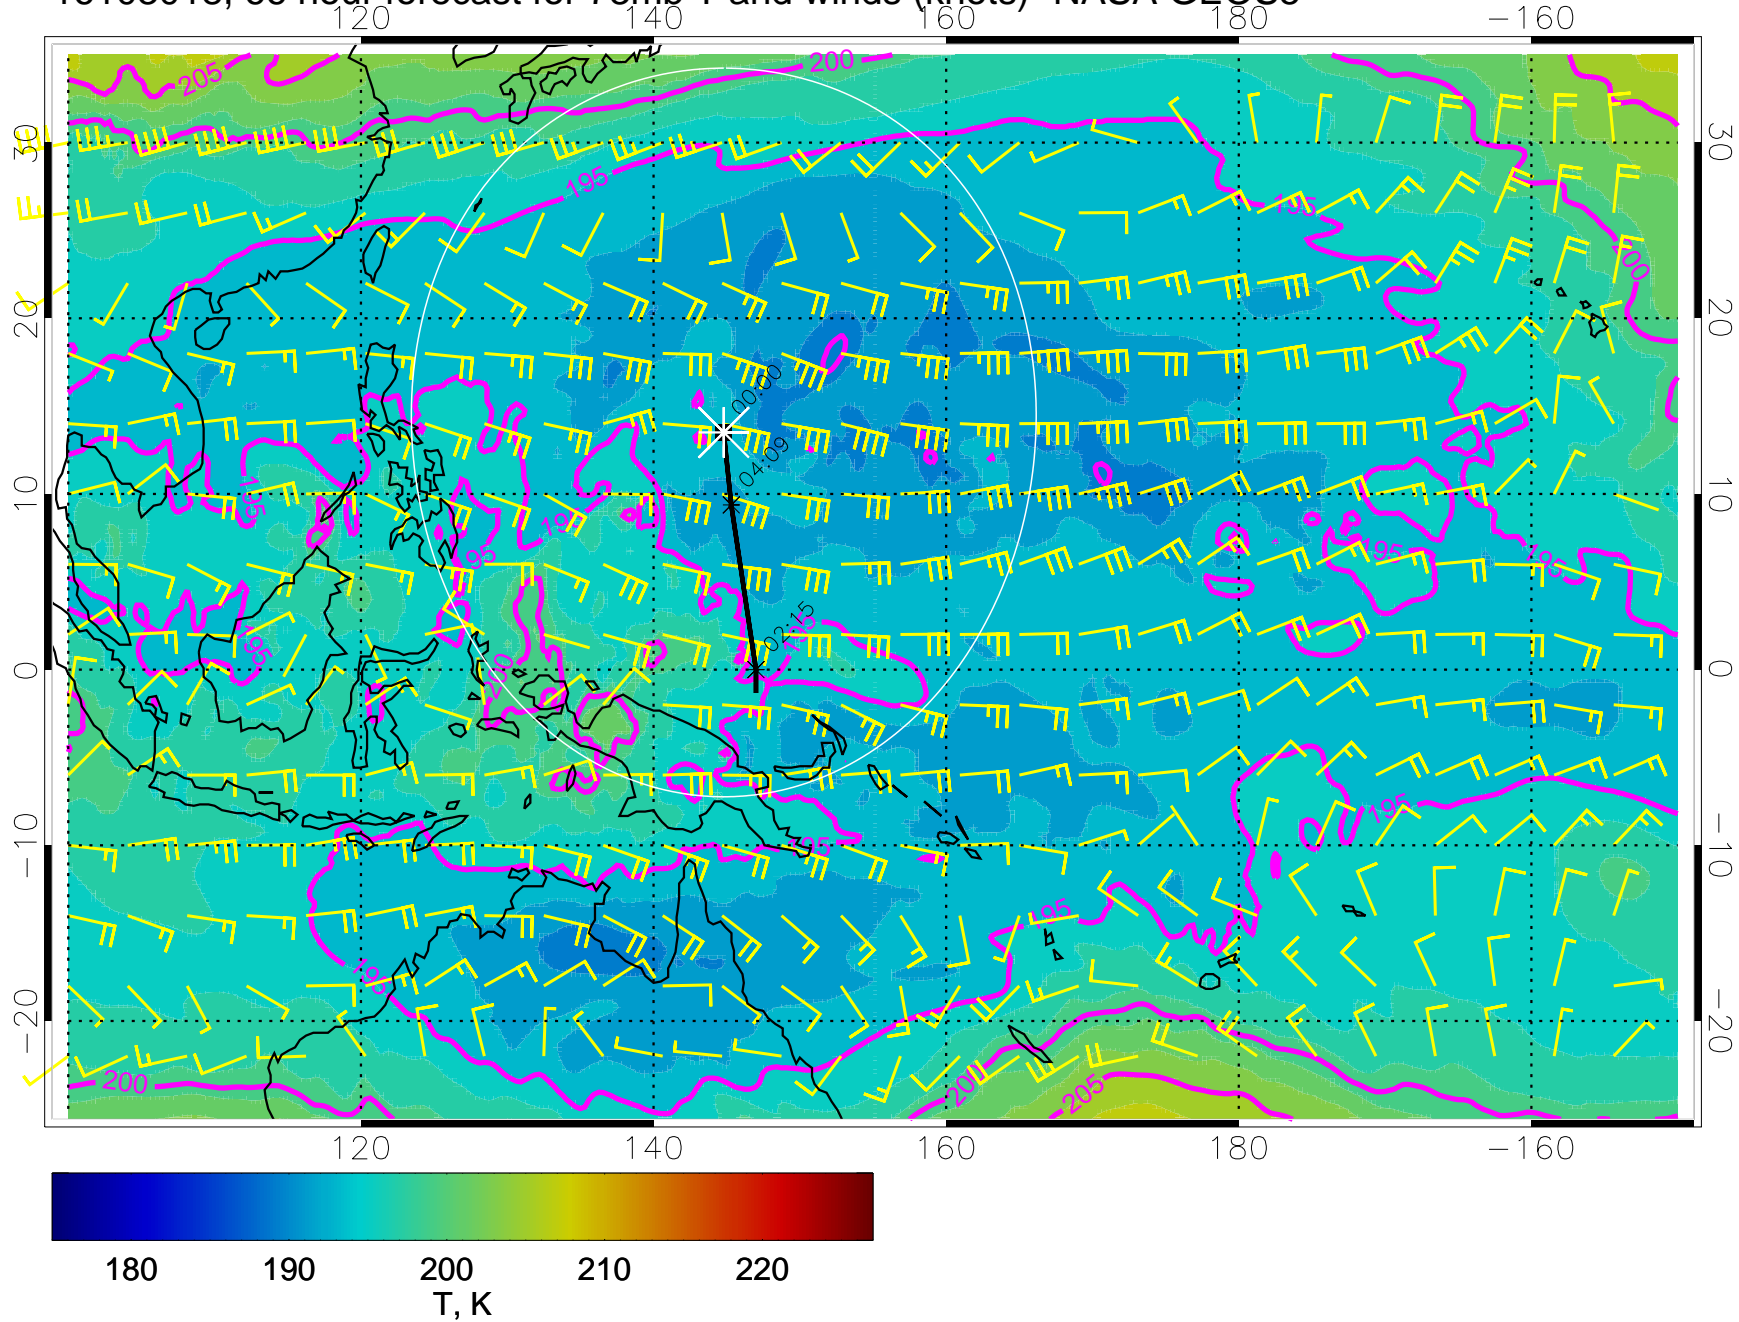 hour forecast for 75mb T and winds (knots) NASA GEOS5
120 140 160 180 −160
205 200
30 195 195 30
200
20 20
00:00
04:09
10 195 195 195 195 195 10
02:15
0 195 200 195 0
−10 195 195 −10
195 195
−20 −20
200 200 205
120 140 160 180 −160
180 190 200 210 220
T, K